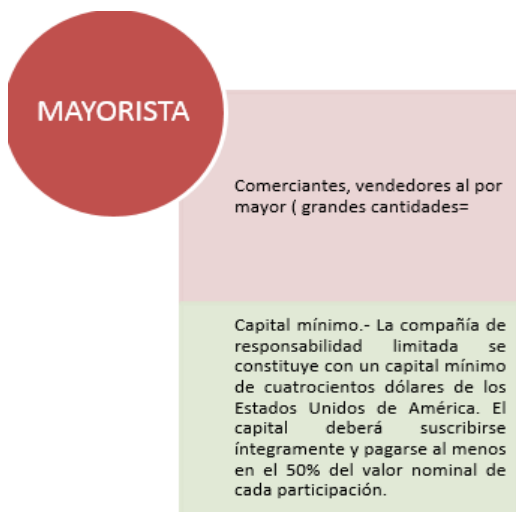 MAYORISTA
Comerciantes, vendedores al por
mayor ( grandes cantidades=
Capital mínimo.- La compañía de
responsabilidad limitada se
constituye con un capital mínimo
de cuatrocientos dólares de los
Estados Unidos de América. El
capital deberá suscribirse
íntegramente y pagarse al menos
en el 50% del valor nominal de
cada participación.